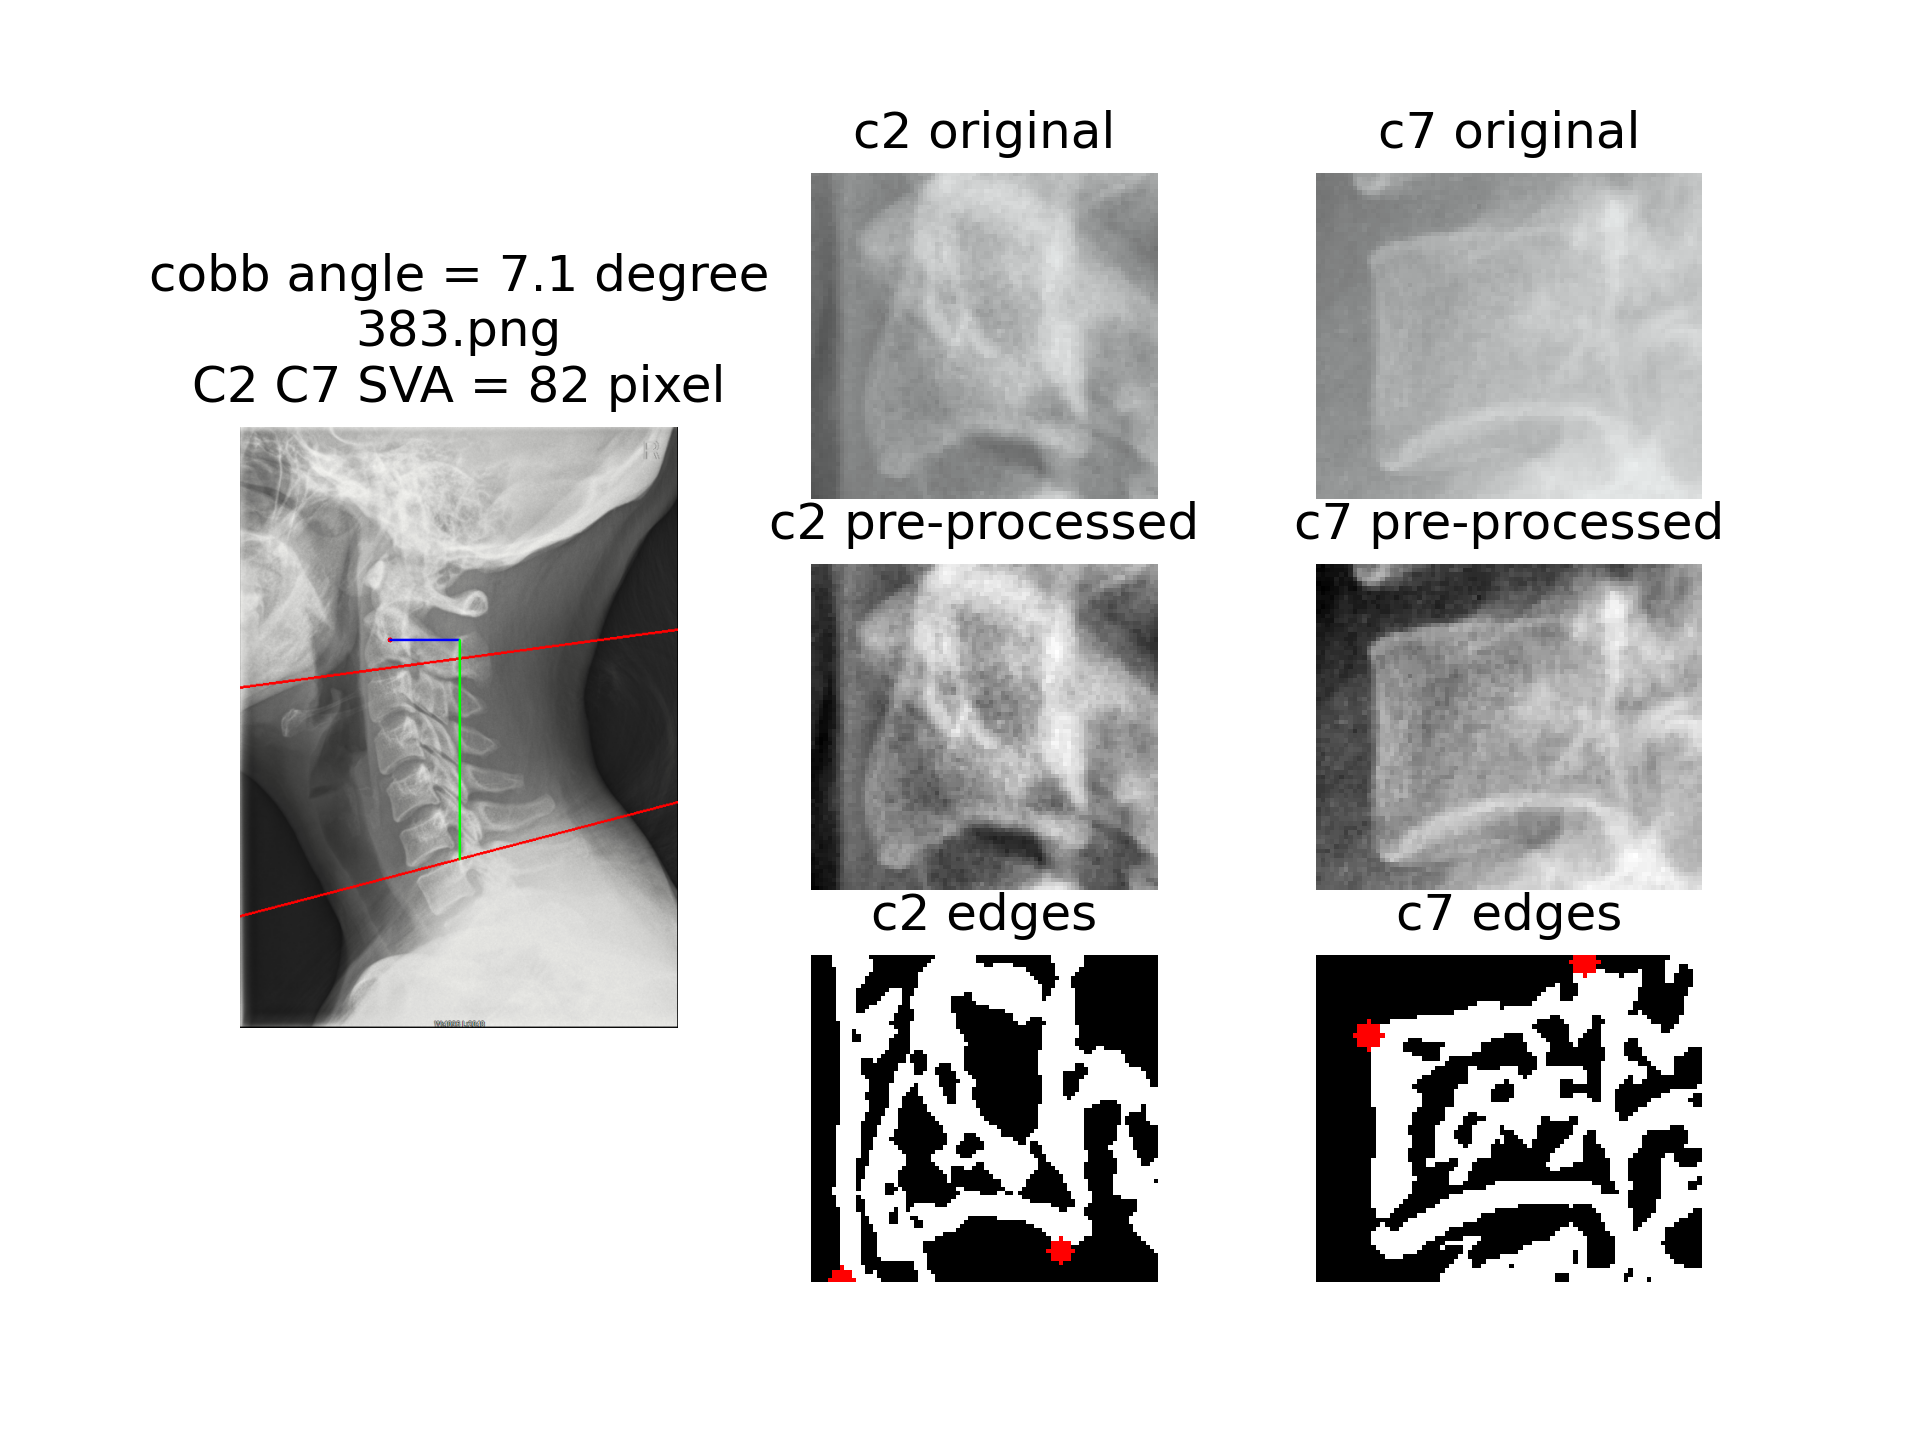 cobb angle = 7.1 degree
383.png
C2 C7 SVA = 82 pixel
c2 original
c7 original
c2 pre-processed
c7 pre-processed
c2 edges
c7 edges